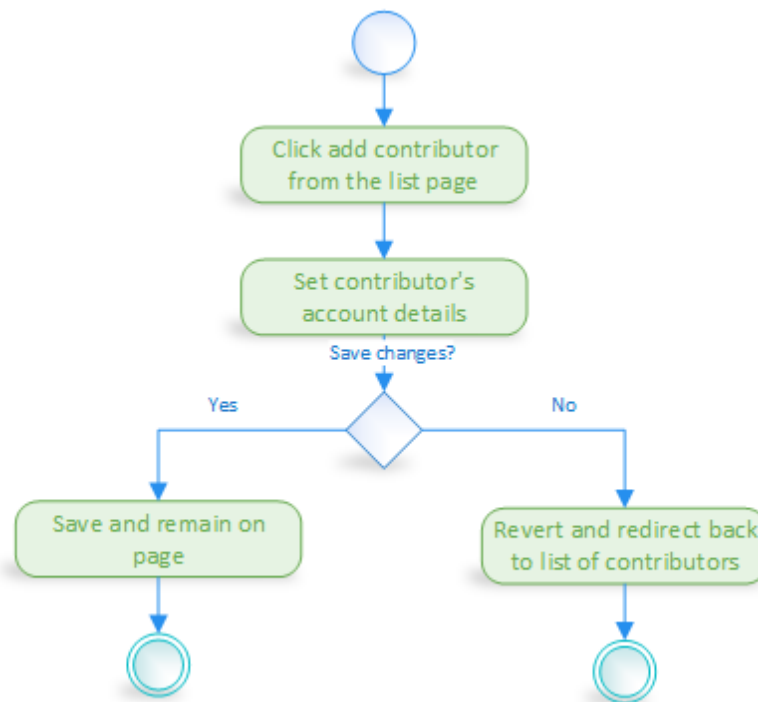 Click add contributor
from the list page
Set contributor's
account details
Save changes?
Yes
No
Save and remain on
page
Revert and redirect back
to list of contributors